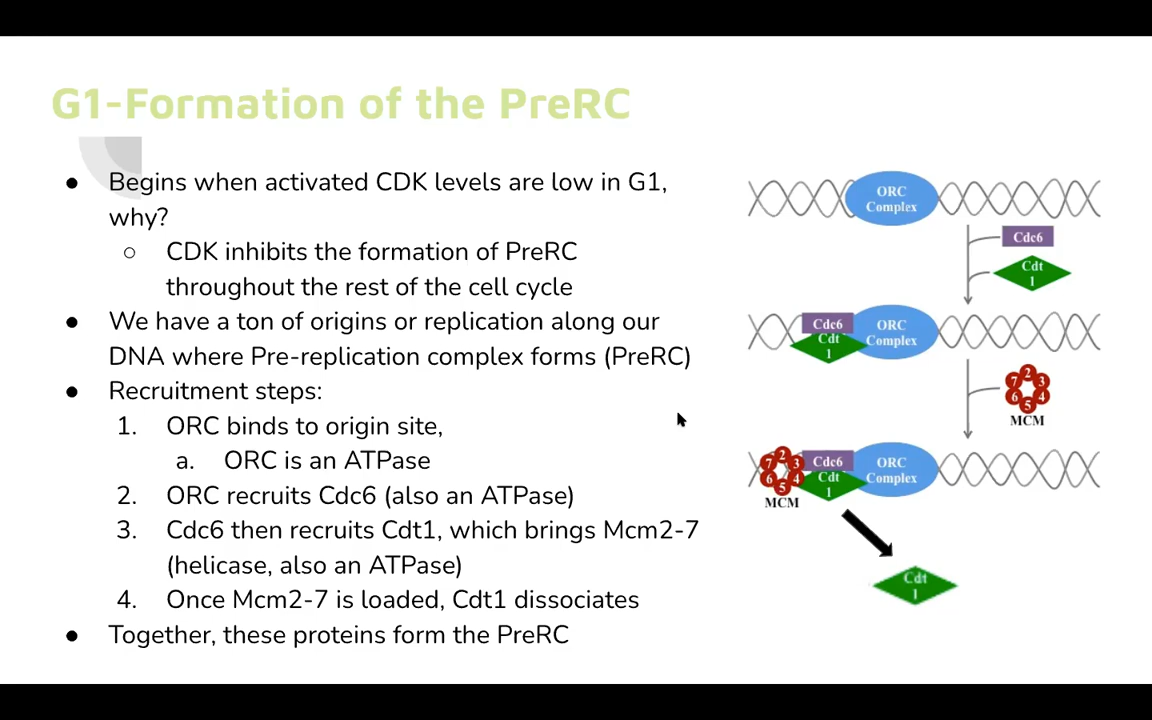 G1-Formation of the PreRC
● Begins when activated CDK levels are low in G1,
why?
○ CDK inhibits the formation of PreRC
throughout the rest of the cell cycle
● We have a ton of origins or replication along our
DNA where Pre-replication complex forms (PreRC)
● Recruitment steps:
1. ORC binds to origin site,
a. ORC is an ATPase
2. ORC recruits Cdc6 (also an ATPase)
3. Cdc6 then recruits Cdt1, which brings Mcm2-7
(helicase, also an ATPase)
4. Once Mcm2-7 is loaded, Cdt1 dissociates
● Together, these proteins form the PreRC
ORC
Complex
Cdc6
Cdt
1
Cdc6
Cdt
1
ORC
Complex
2
3
4
5
6
7
MCM
2
3
4
5
6
7
MCM
Cdc6
Cdt
1
ORC
Complex
Cdt
1